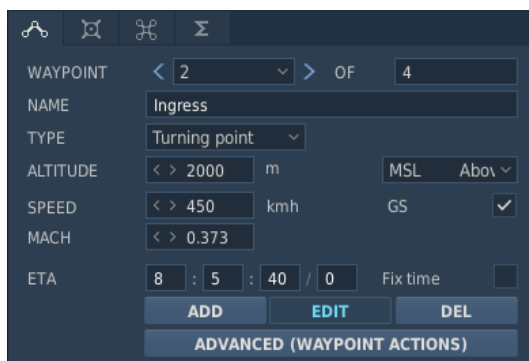 Σ
WAYPOINT < 2 > OF 4
NAME Ingress
TYPE Turning point
ALTITUDE < > 2000 m MSL
SPEED < > 450 kmh GS
MACH < > 0.373
ETA 8 : 5 : 40 / 0 Fix time
ADD EDIT DEL
ADVANCED (WAYPOINT ACTIONS)